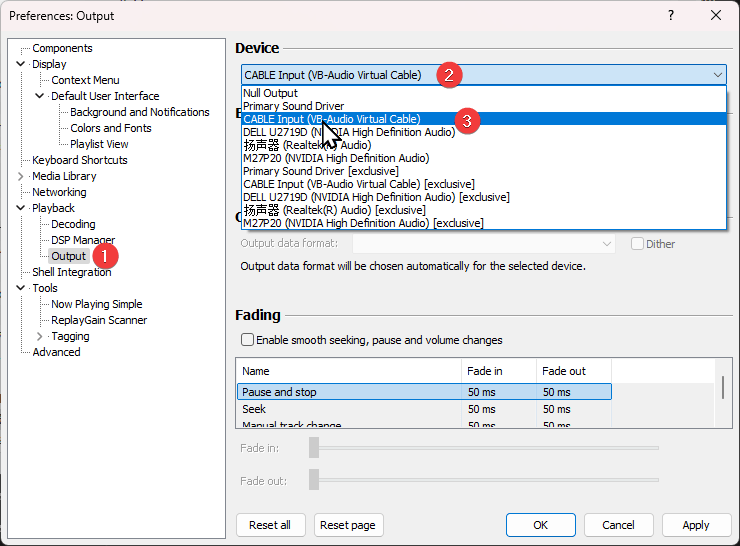 Preferences: Output
Components
Display
Context Menu
Default User Interface
Background and Notifications
Colors and Fonts
Playlist View
Keyboard Shortcuts
Media Library
Networking
Playback
Decoding
DSP Manager
Output 1
Shell Integration
Tools
Now Playing Simple
ReplayGain Scanner
Tagging
Advanced
Device
CABLE Input (VB-Audio Virtual Cable) 2
Null Output
Primary Sound Driver
CABLE Input (VB-Audio Virtual Cable) 3
DELL U2719D (NVIDIA High Definition Audio)
扬声器 (Realtek(R) Audio)
M27P20 (NVIDIA High Definition Audio)
Primary Sound Driver [exclusive]
CABLE Input (VB-Audio Virtual Cable) [exclusive]
DELL U2719D (NVIDIA High Definition Audio) [exclusive]
扬声器 (Realtek(R) Audio) [exclusive]
M27P20 (NVIDIA High Definition Audio) [exclusive]
Output data format: Dither
Output data format will be chosen automatically for the selected device.
Fading
Enable smooth seeking, pause and volume changes
Name Fade in Fade out
Pause and stop 50 ms 50 ms
Seek 50 ms 50 ms
Manual track change 50 ms 50 ms
Fade in:
Fade out:
Reset all Reset page OK Cancel Apply